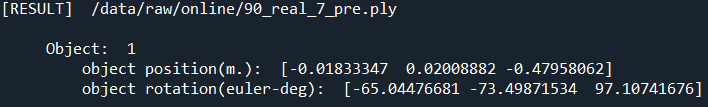 [RESULT] /data/raw/online/90_real_7_pre.ply
Object: 1
object position(m.): [-0.01833347 0.02008882 -0.47958062]
object rotation(euler-deg): [-65.04476681 -73.49871534 97.10741676]